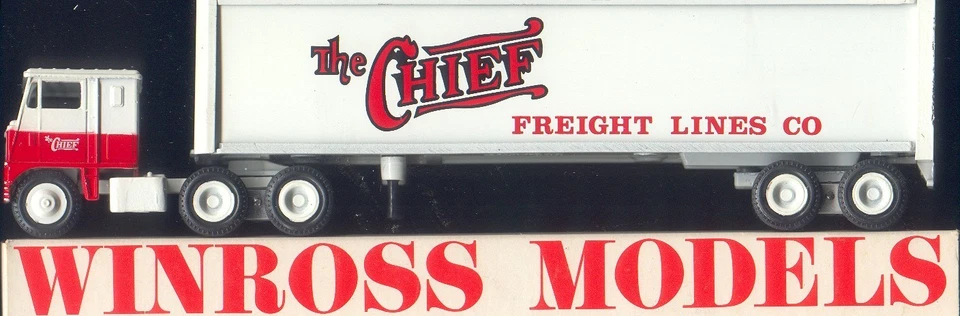 The CHIEF
FREIGHT LINES CO
The CHIEF
WINROSS MODELS